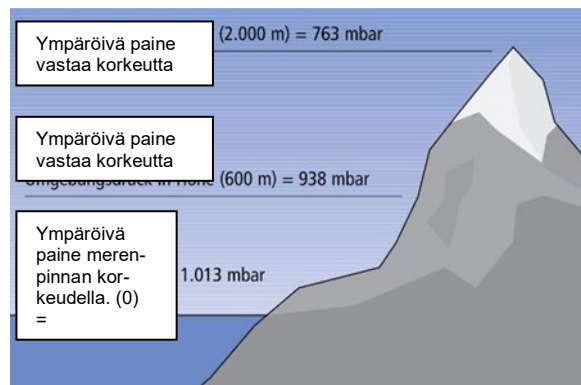 Ympäröivä paine
vastaa korkeutta
(2.000 m) = 763 mbar
Ympäröivä paine
vastaa korkeutta
(600 m) = 938 mbar
Ympäröivä
paine meren-
pinnan kor-
keudella. (0)
=
1.013 mbar